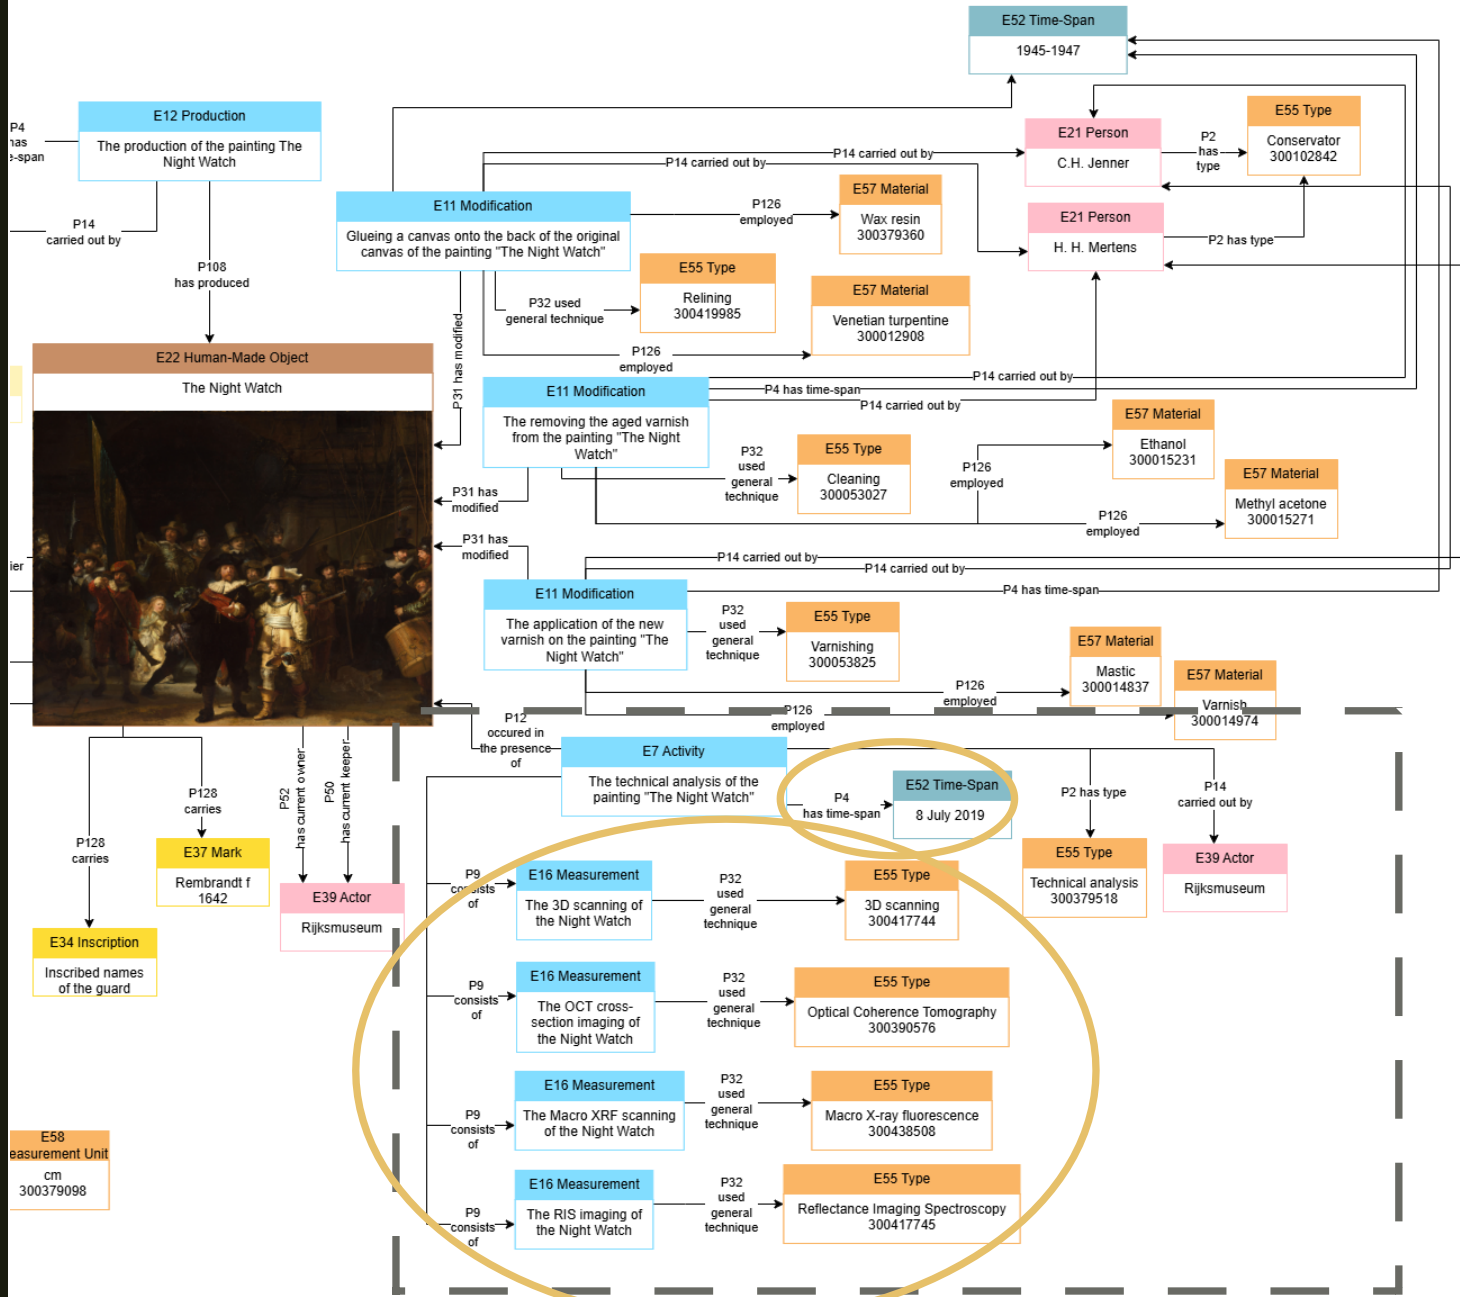 E52 Time-Span
1945-1947
E12 Production
The production of the painting The
Night Watch
P4
has
e-span
P14
carried out by
P108
has produced
E11 Modification
Glueing a canvas onto the back of the original
canvas of the painting "The Night Watch"
P14 carried out by
P14 carried out by
E21 Person
C.H. Jenner
P2
has
type
E55 Type
Conservator
300102842
E21 Person
H. H. Mertens
P2 has type
P126
employed
E57 Material
Wax resin
300379360
P32 used
general technique
E55 Type
Relining
300419985
P126
employed
E57 Material
Venetian turpentine
300012908
P31 has modified
E22 Human-Made Object
The Night Watch
E11 Modification
The removing the aged varnish
from the painting "The Night
Watch"
P14 carried out by
P4 has time-span
P14 carried out by
P32
used
general
technique
E55 Type
Cleaning
300053027
P126
employed
E57 Material
Ethanol
300015231
P126
employed
E57 Material
Methyl acetone
300015271
P31 has
modified
P31 has
modified
ier
E11 Modification
The application of the new
varnish on the painting "The
Night Watch"
P14 carried out by
P14 carried out by
P4 has time-span
P32
used
general
technique
E55 Type
Varnishing
300053825
P126
employed
E57 Material
Mastic
300014837
P126
employed
E57 Material
Varnish
300014974
P12
occured in
the presence
of
E7 Activity
The technical analysis of the
painting "The Night Watch"
P4
has time-span
E52 Time-Span
8 July 2019
P2 has type
E55 Type
Technical analysis
300379518
P14
carried out by
E39 Actor
Rijksmuseum
P128
carries
E37 Mark
Rembrandt f
1642
P128
carries
E34 Inscription
Inscribed names
of the guard
P52
has current owner
P50
has current keeper
E39 Actor
Rijksmuseum
P9
consists
of
E16 Measurement
The 3D scanning of
the Night Watch
P32
used
general
technique
E55 Type
3D scanning
300417744
P9
consists
of
E16 Measurement
The OCT cross-
section imaging of
the Night Watch
P32
used
general
technique
E55 Type
Optical Coherence Tomography
300390576
P9
consists
of
E16 Measurement
The Macro XRF scanning
of the Night Watch
P32
used
general
technique
E55 Type
Macro X-ray fluorescence
300438508
P9
consists
of
E16 Measurement
The RIS imaging of
the Night Watch
P32
used
general
technique
E55 Type
Reflectance Imaging Spectroscopy
300417745
E58
easurement Unit
cm
300379098